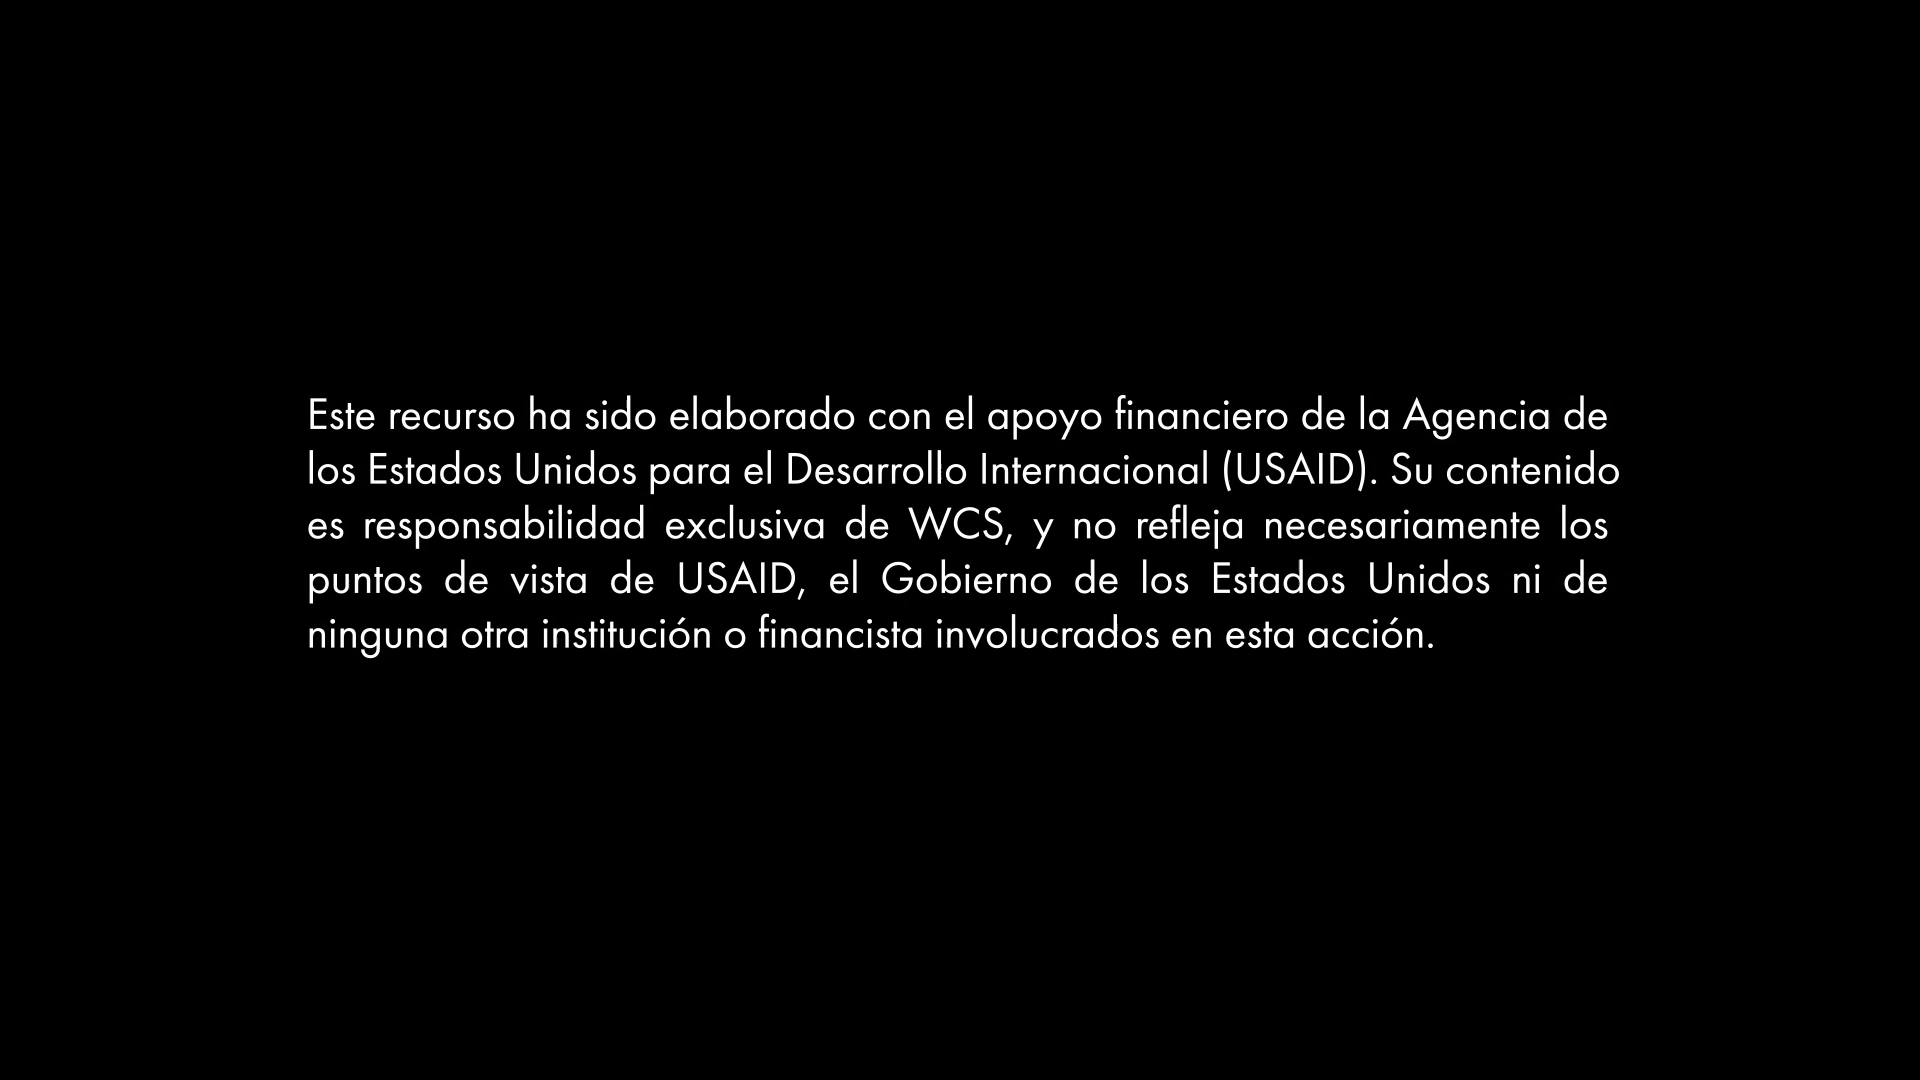 Este recurso ha sido elaborado con el apoyo financiero de la Agencia de
los Estados Unidos para el Desarrollo Internacional (USAID). Su contenido
es responsabilidad exclusiva de WCS, y no refleja necesariamente los
puntos de vista de USAID, el Gobierno de los Estados Unidos ni de
ninguna otra institución o financista involucrados en esta acción.